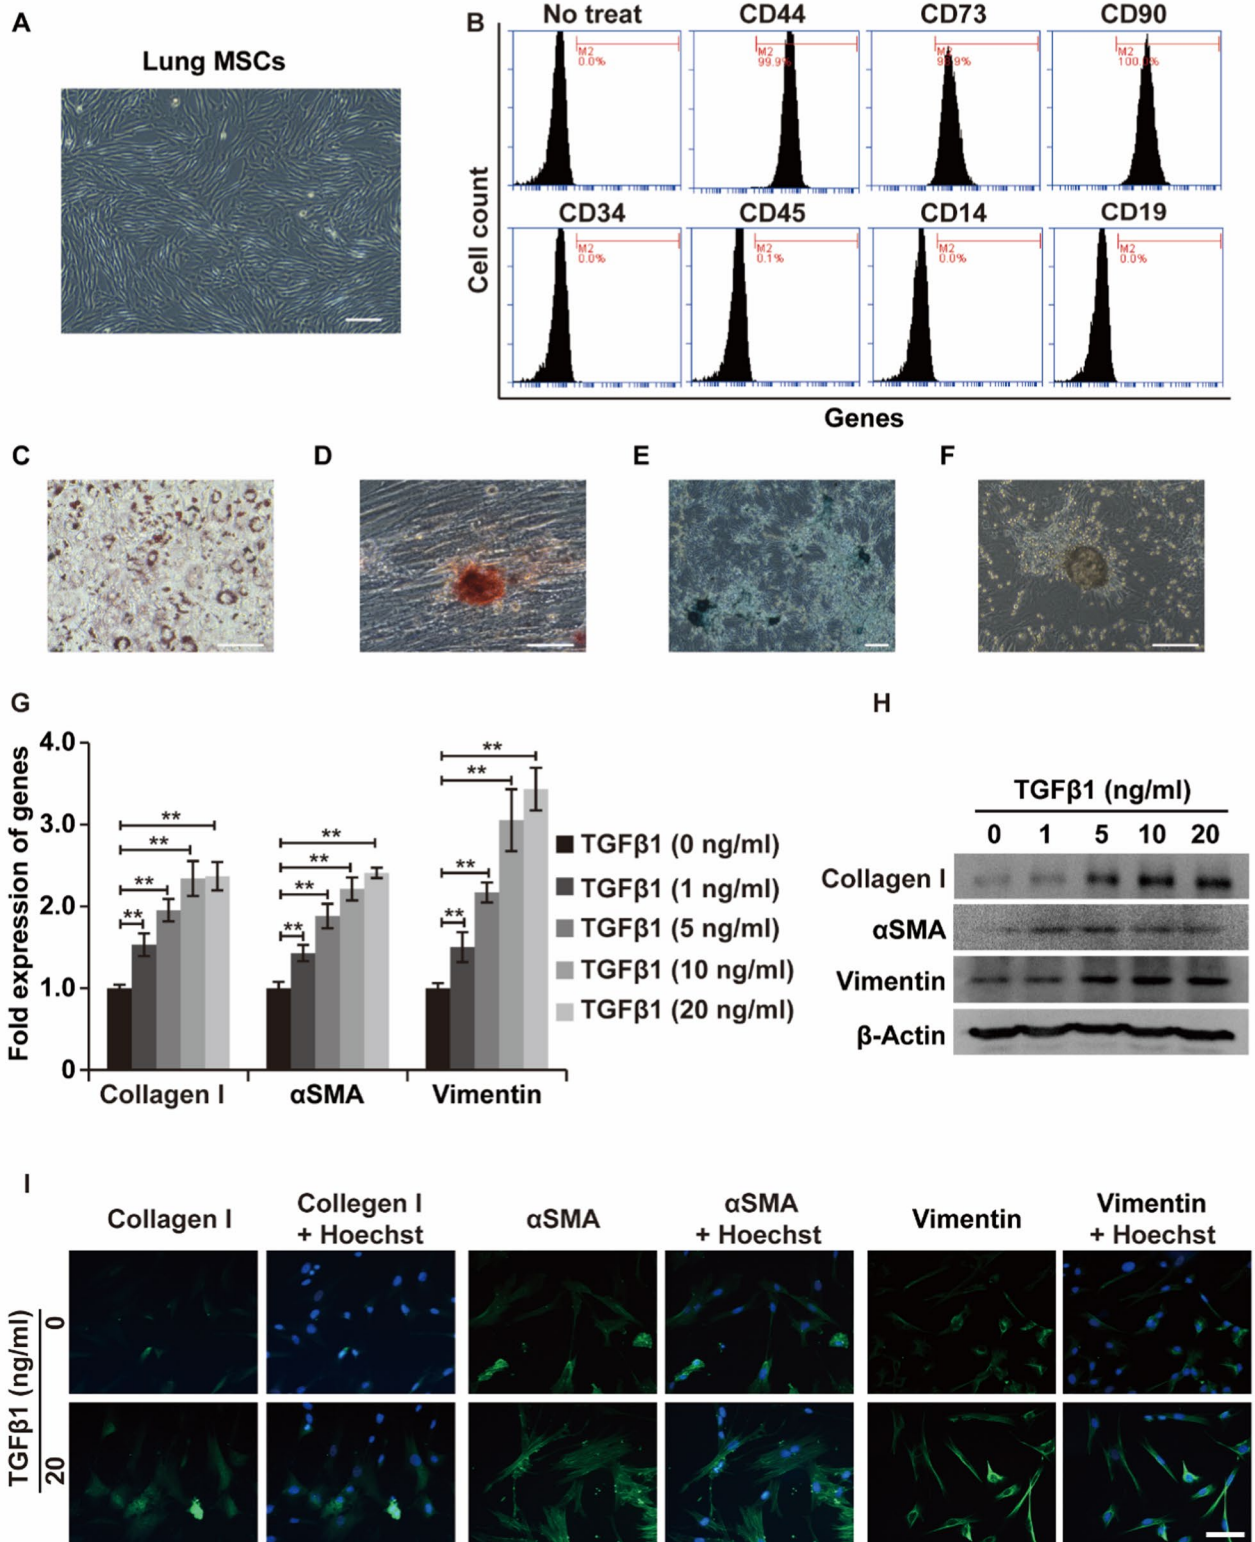 A
Lung MSCs
B
No treat
CD44
CD73
CD90
M2
0.0%
M2
99.9%
M2
M2
Cell count
CD34
CD45
CD14
CD19
M2
0.0%
M2
0.1%
M2
0.0%
M2
0.0%
Genes
C
D
E
F
G
Fold expression of genes
4.0
3.0
2.0
1.0
0
**
**
**
**
**
**
**
**
**
**
**
**
Collagen I
αSMA
Vimentin
TGFβ1 (0 ng/ml)
TGFβ1 (1 ng/ml)
TGFβ1 (5 ng/ml)
TGFβ1 (10 ng/ml)
TGFβ1 (20 ng/ml)
H
TGFβ1 (ng/ml)
0 1 5 10 20
Collagen I
αSMA
Vimentin
β-Actin
I
Collagen I
Collegen I
+ Hoechst
αSMA
αSMA
+ Hoechst
Vimentin
Vimentin
+ Hoechst
TGFβ1 (ng/ml)
0
20